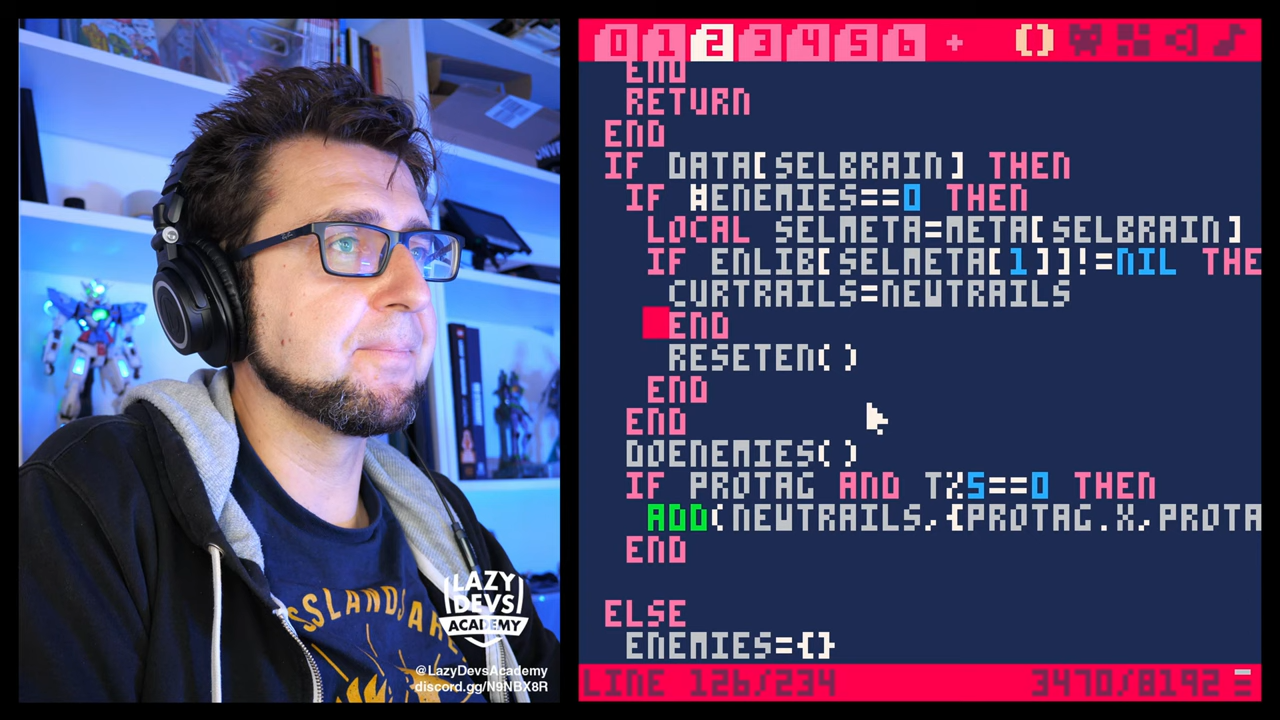 SSLANDSHAR
LAZY
DEVS
ACADEMY
@LazyDevsAcademy
discord.gg/N9NBX8R
0 1 2 3 4 5 6 + ()
END
RETURN
END
IF DATA[SELBRAIN] THEN
IF #ENEMIES==0 THEN
LOCAL SELMETA=META[SELBRAIN]
IF ENLIB[SELMETA[1]]!=NIL THE
CURTRAILS=NEWTRAILS
END
RESETEN()
END
END
DOENEMIES()
IF PROTAG AND T%5==0 THEN
ADD(NEWTRAILS,{PROTAG.X,PROTA
END
ELSE
ENEMIES={}
LINE 126/234
3470/8192